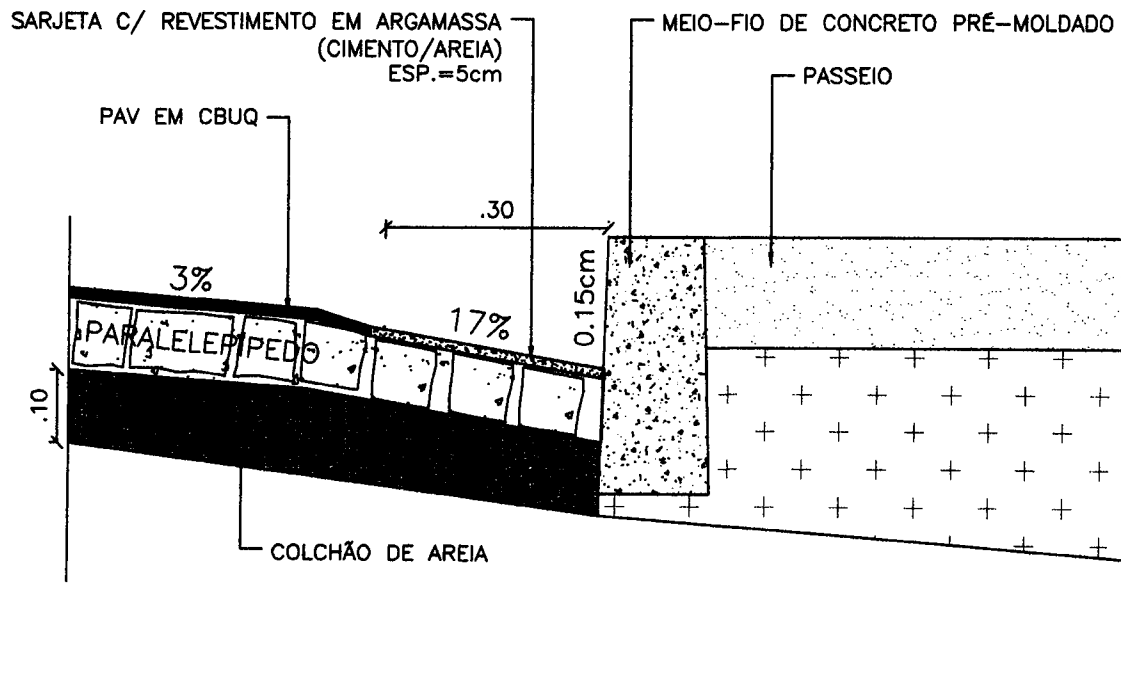 SARJETA C/ REVESTIMENTO EM ARGAMASSA
(CIMENTO/AREIA)
ESP.=5cm
MEIO-FIO DE CONCRETO PRÉ-MOLDADO
PASSEIO
PAV EM CBUQ
.30
3%
0.15cm
17%
PARALELEPIPEDO
.10
COLCHÃO DE AREIA